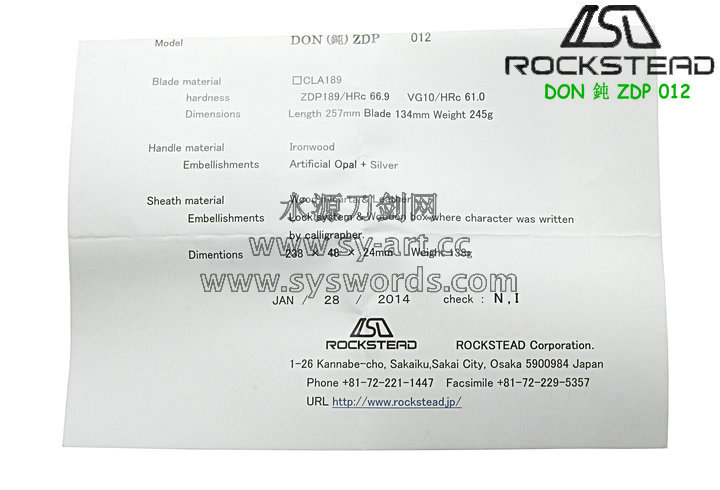 ROCKSTEAD
DON 鈍 ZDP 012
Model DON (鈍) ZDP 012
Blade material □CLA189
hardness ZDP189/HRc 66.9 VG10/HRc 61.0
Dimensions Length 257mm Blade 134mm Weight 245g
Handle material Ironwood
Embellishments Artificial Opal + Silver
Sheath material & Leather
水源刀剑网
Embellishments Lock system & Wooden box where character was written
by calligrapher.
www.sy-art.cc
Dimentions 238 × 48 × 24mm Weight 138g
www.syswords.com
JAN / 28 / 2014 check : N,I
ROCKSTEAD ROCKSTEAD Corporation.
1-26 Kannabe-cho, Sakaiku,Sakai City, Osaka 5900984 Japan
Phone +81-72-221-1447 Facsimile +81-72-229-5357
URL http://www.rockstead.jp/